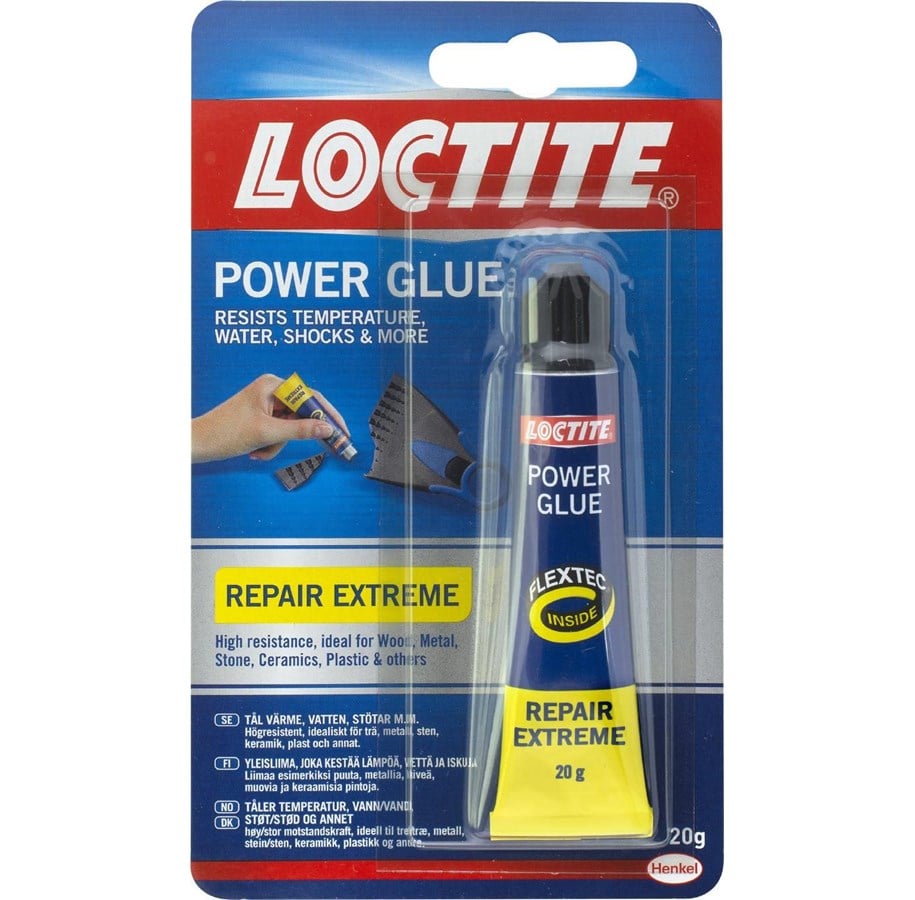 LOCTITE®
POWER GLUE
RESISTS TEMPERATURE,
WATER, SHOCKS & MORE
REPAIR
EXTREME
REPAIR EXTREME
High resistance, ideal for Wood, Metal,
Stone, Ceramics, Plastic & others
SE TÅL VÄRME, VATTEN, STÖTAR M.M.
Högresistent, idealiskt för trä, metall, sten,
keramik, plast och annat.
FI YLEISLIIMA, JOKA KESTÄÄ LÄMPÖÄ, VETTÄ JA ISKUJA
Liimaa esimerkiksi puuta, metallia, kiveä,
muovia ja keraamisia pintoja.
NO TÅLER TEMPERATUR, VANN/VAND,
DK STØT/STØD OG ANNET
høy/stor motstandskraft, ideell til tre/træ, metall,
stein/sten, keramikk, plastikk og andre.
LOCTITE
POWER
GLUE
FLEXTEC
INSIDE
REPAIR
EXTREME
20 g
20g
Henkel